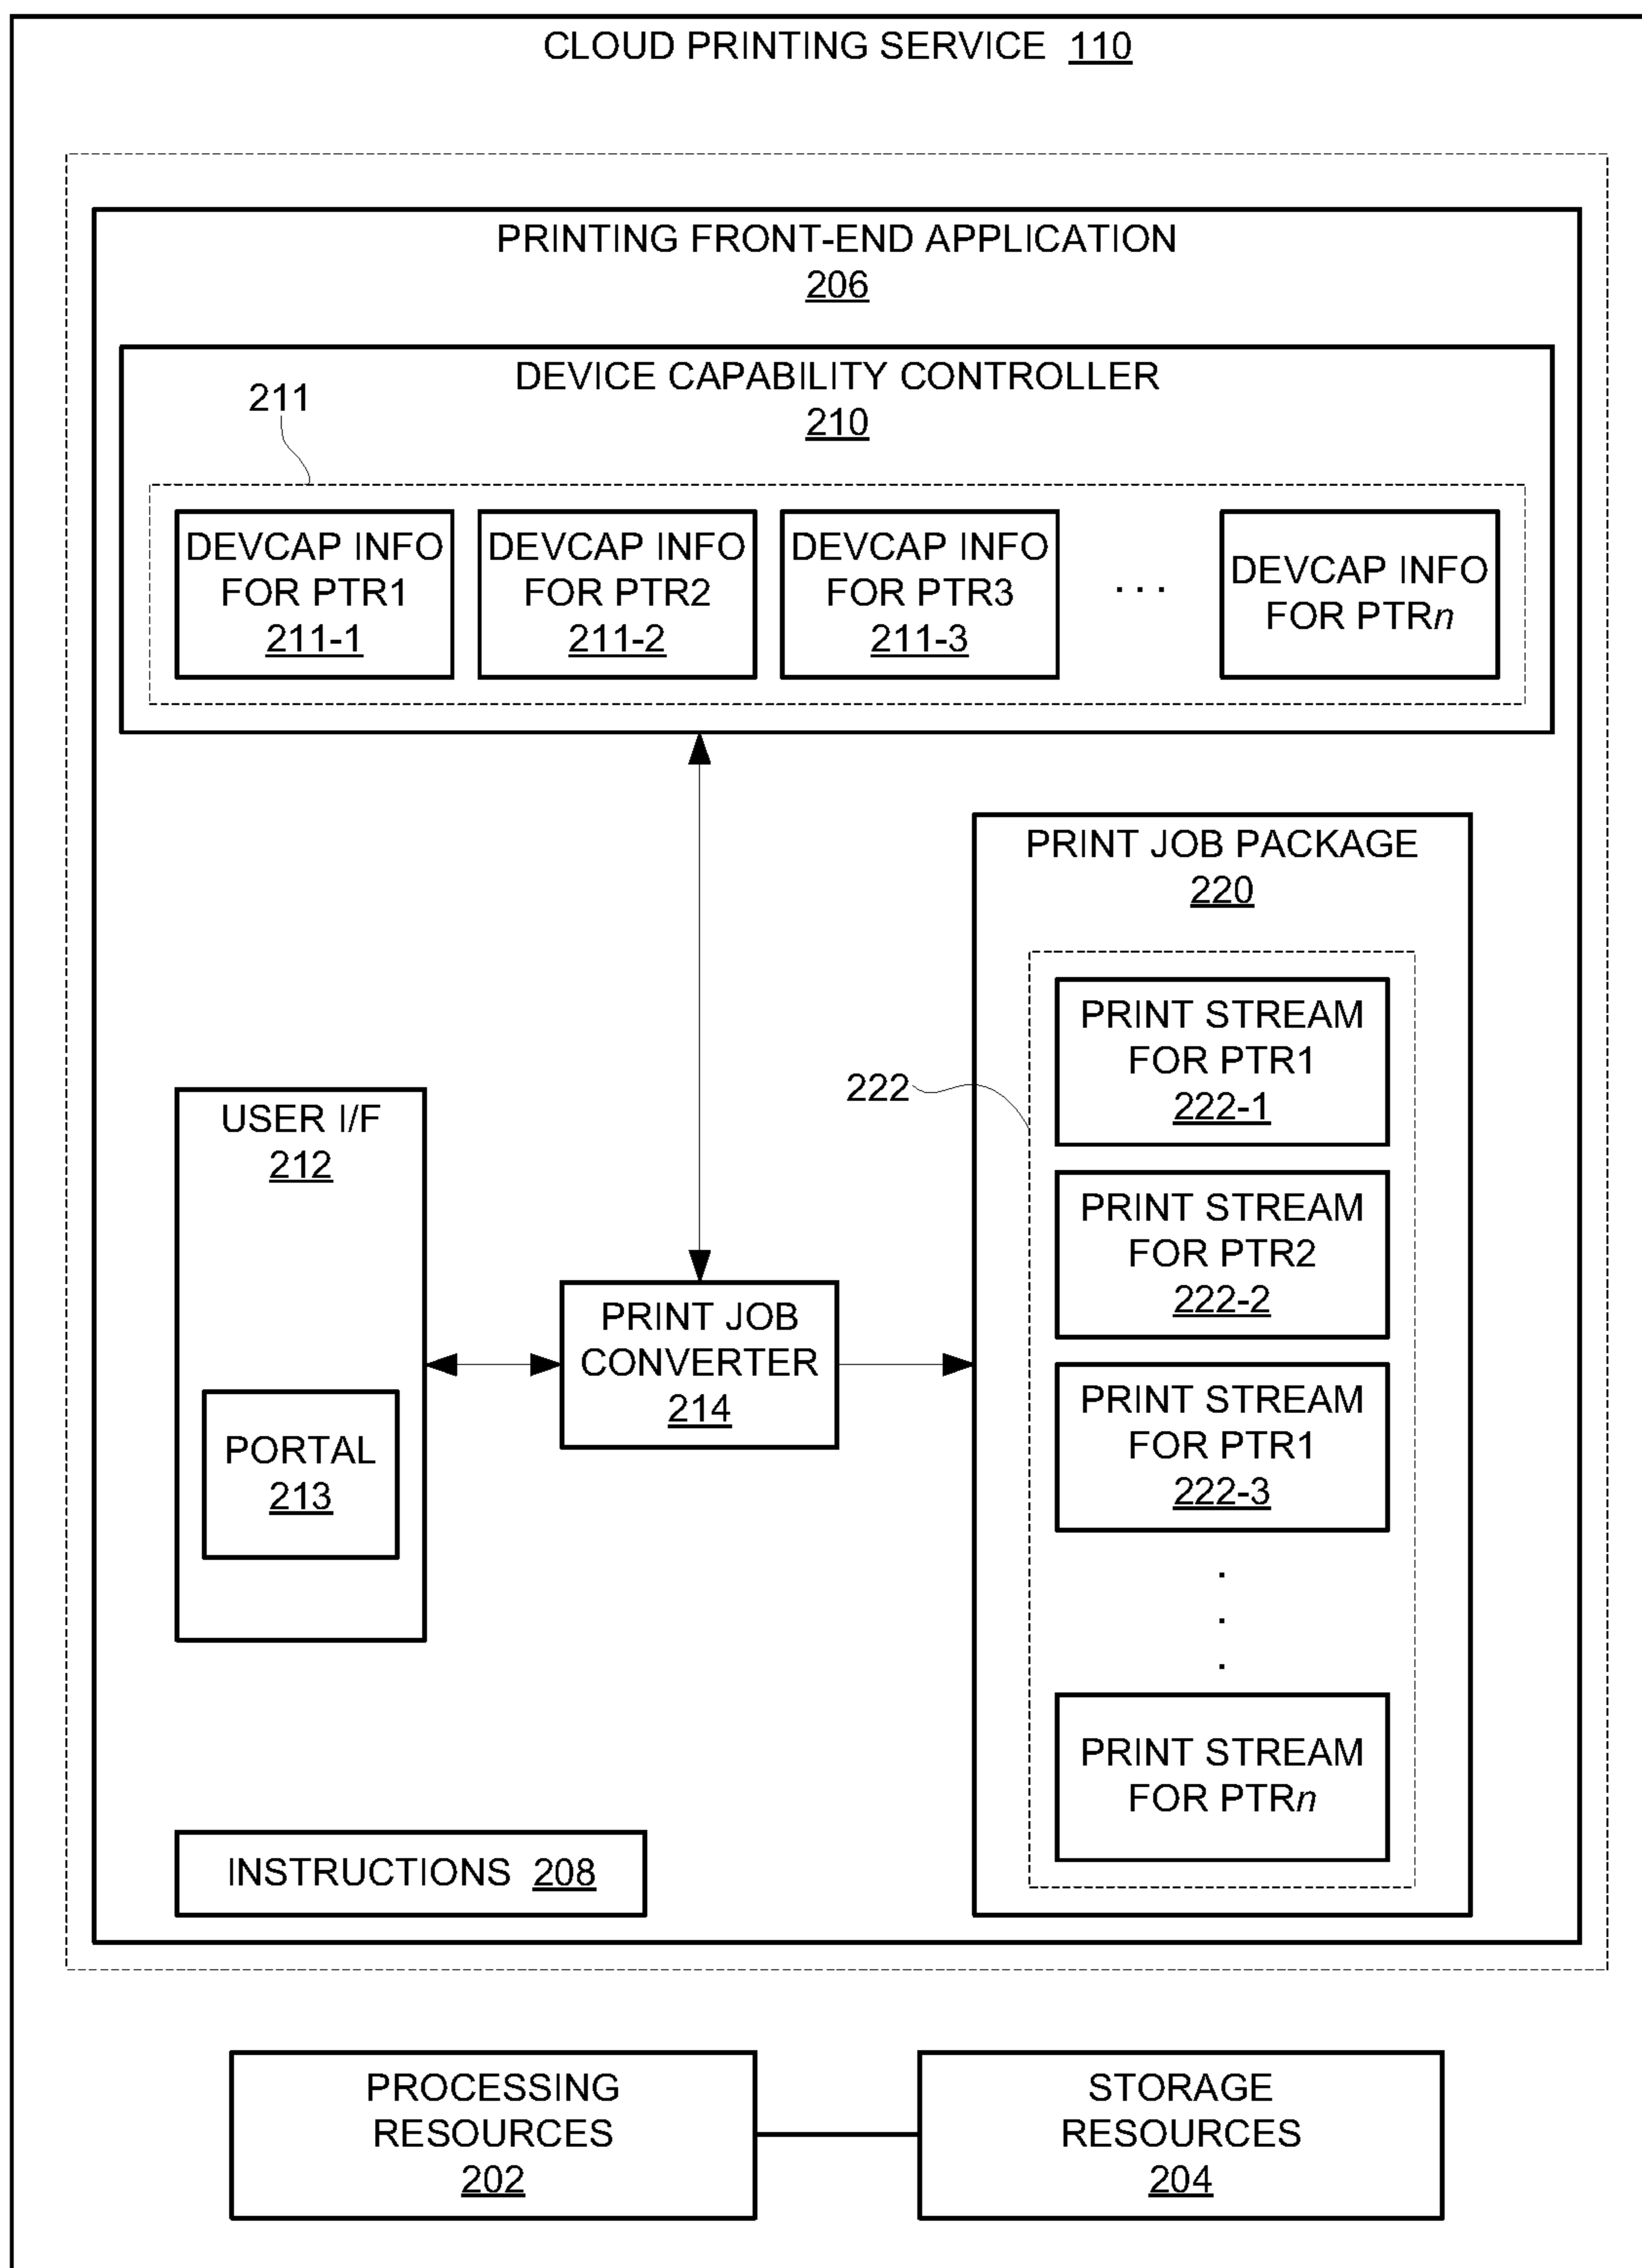 CLOUD PRINTING SERVICE 110
PRINTING FRONT-END APPLICATION
206
DEVICE CAPABILITY CONTROLLER
210
211
DEVCAP INFO
FOR PTR1
211-1
DEVCAP INFO
FOR PTR2
211-2
DEVCAP INFO
FOR PTR3
211-3
. . .
DEVCAP INFO
FOR PTRn
PRINT JOB PACKAGE
220
222
PRINT STREAM
FOR PTR1
222-1
PRINT STREAM
FOR PTR2
222-2
PRINT STREAM
FOR PTR1
222-3
.
.
.
PRINT STREAM
FOR PTRn
USER I/F
212
PORTAL
213
PRINT JOB
CONVERTER
214
INSTRUCTIONS 208
PROCESSING
RESOURCES
202
STORAGE
RESOURCES
204